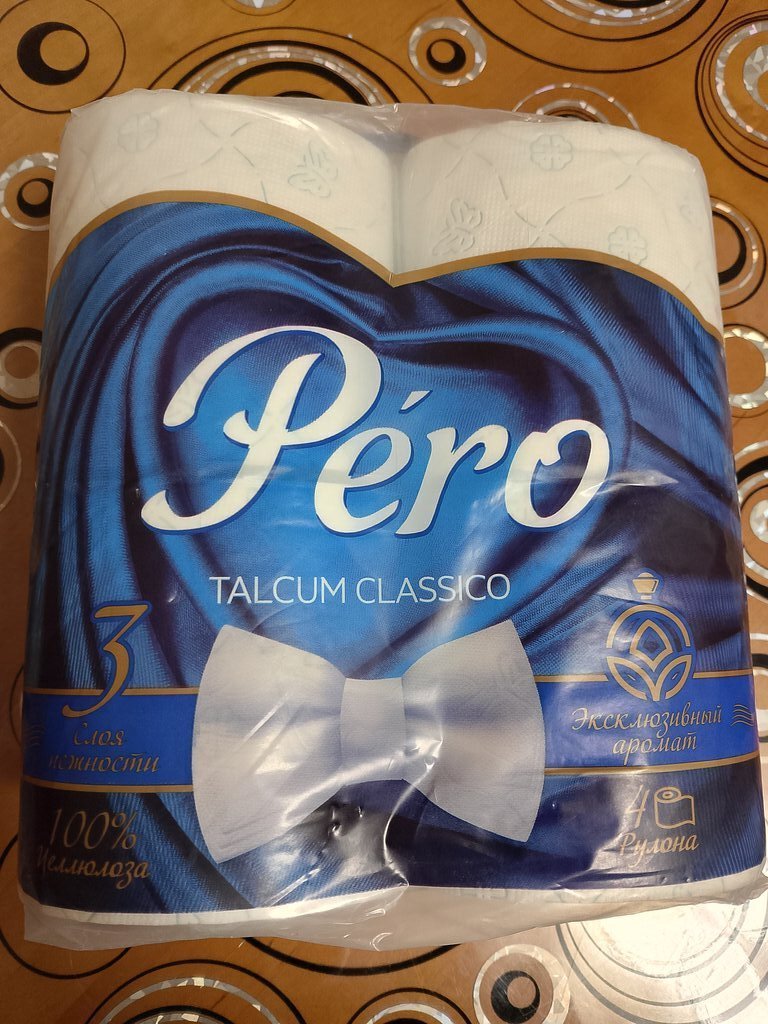 Péro
TALCUM CLASSICO
3
Слоя
нежности
Эксклюзивный
аромат
100%
Целлюлоза
4
Рулона